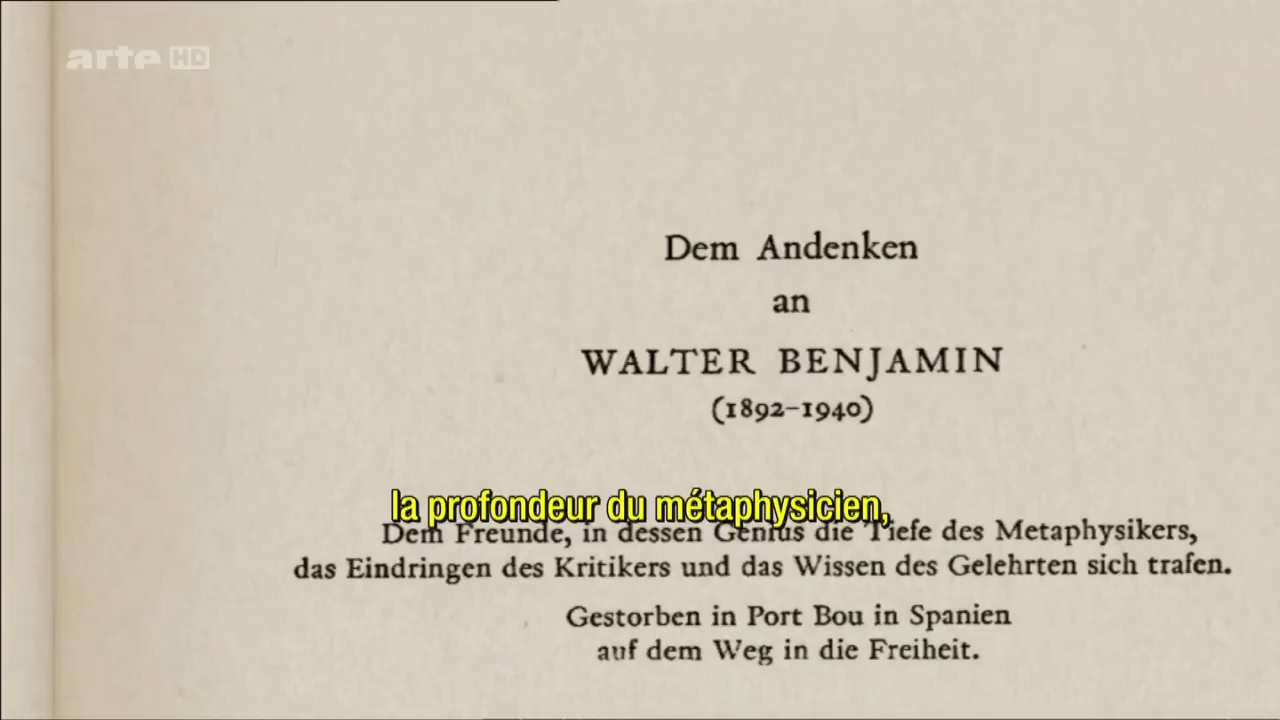 arte HD
Dem Andenken
an
WALTER BENJAMIN
(1892–1940)
la profondeur du métaphysicien,
Dem Freunde, in dessen Genius die Tiefe des Metaphysikers,
das Eindringen des Kritikers und das Wissen des Gelehrten sich trafen.
Gestorben in Port Bou in Spanien
auf dem Weg in die Freiheit.